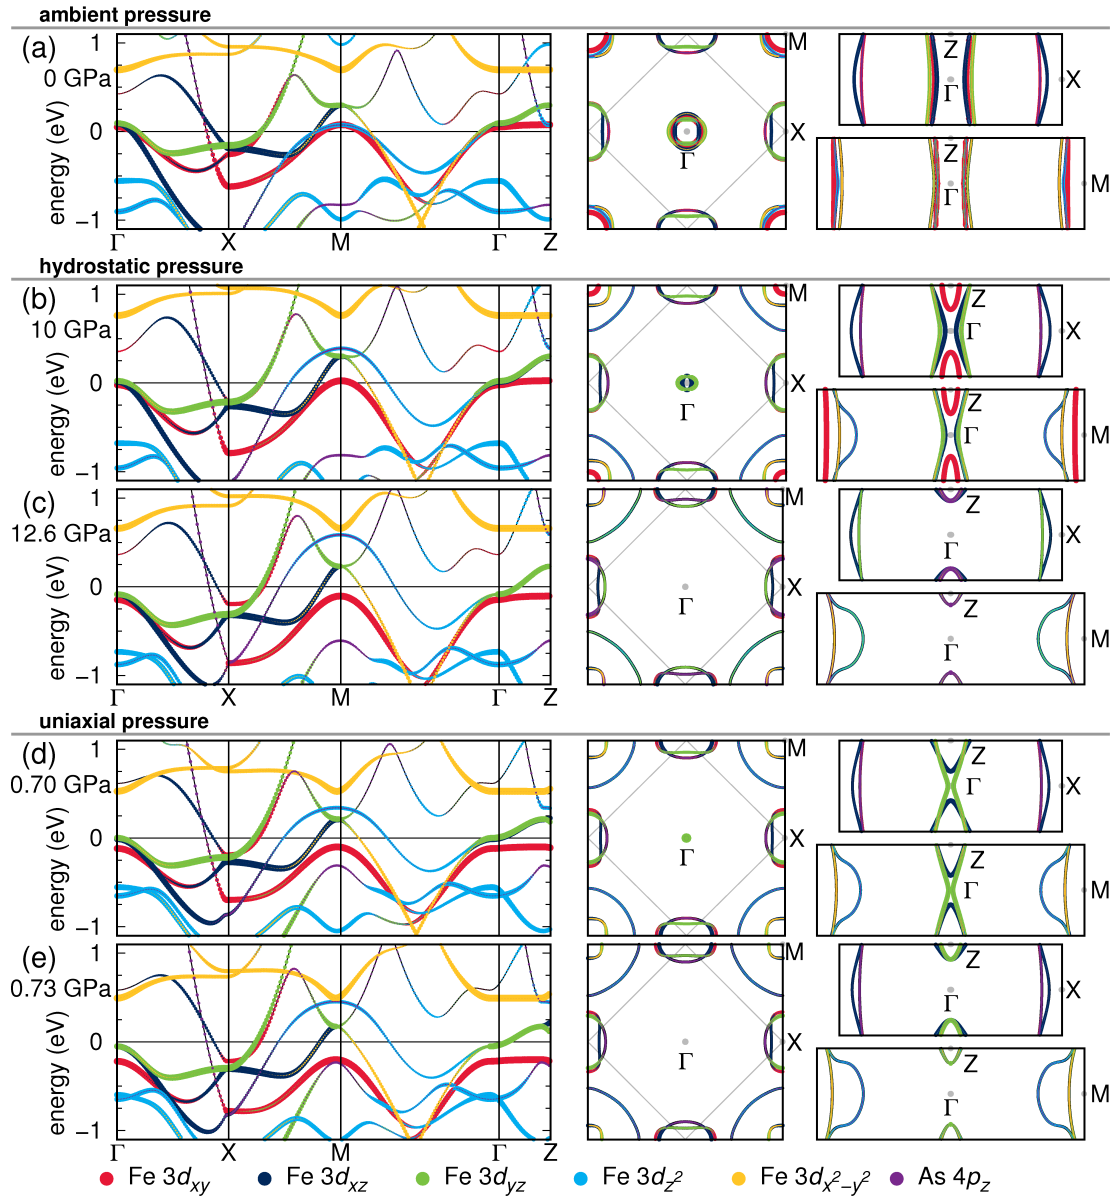 ambient pressure
(a)
0 GPa
energy (eV)
1
0
−1
Γ X M Γ Z
M
X
Γ
Z
Γ
X
Z
Γ
M
hydrostatic pressure
(b)
10 GPa
energy (eV)
1
0
−1
M
X
Γ
Z
Γ
X
Z
Γ
M
(c)
12.6 GPa
energy (eV)
1
0
−1
Γ X M Γ Z
M
X
Γ
Z
Γ
X
Z
Γ
M
uniaxial pressure
(d)
0.70 GPa
energy (eV)
1
0
−1
M
X
Γ
Z
Γ
X
Z
Γ
M
(e)
0.73 GPa
energy (eV)
1
0
−1
Γ X M Γ Z
M
X
Γ
Z
Γ
X
Z
Γ
M
Fe 3dxy Fe 3dxz Fe 3dyz Fe 3dz² Fe 3dx²−y² As 4pz